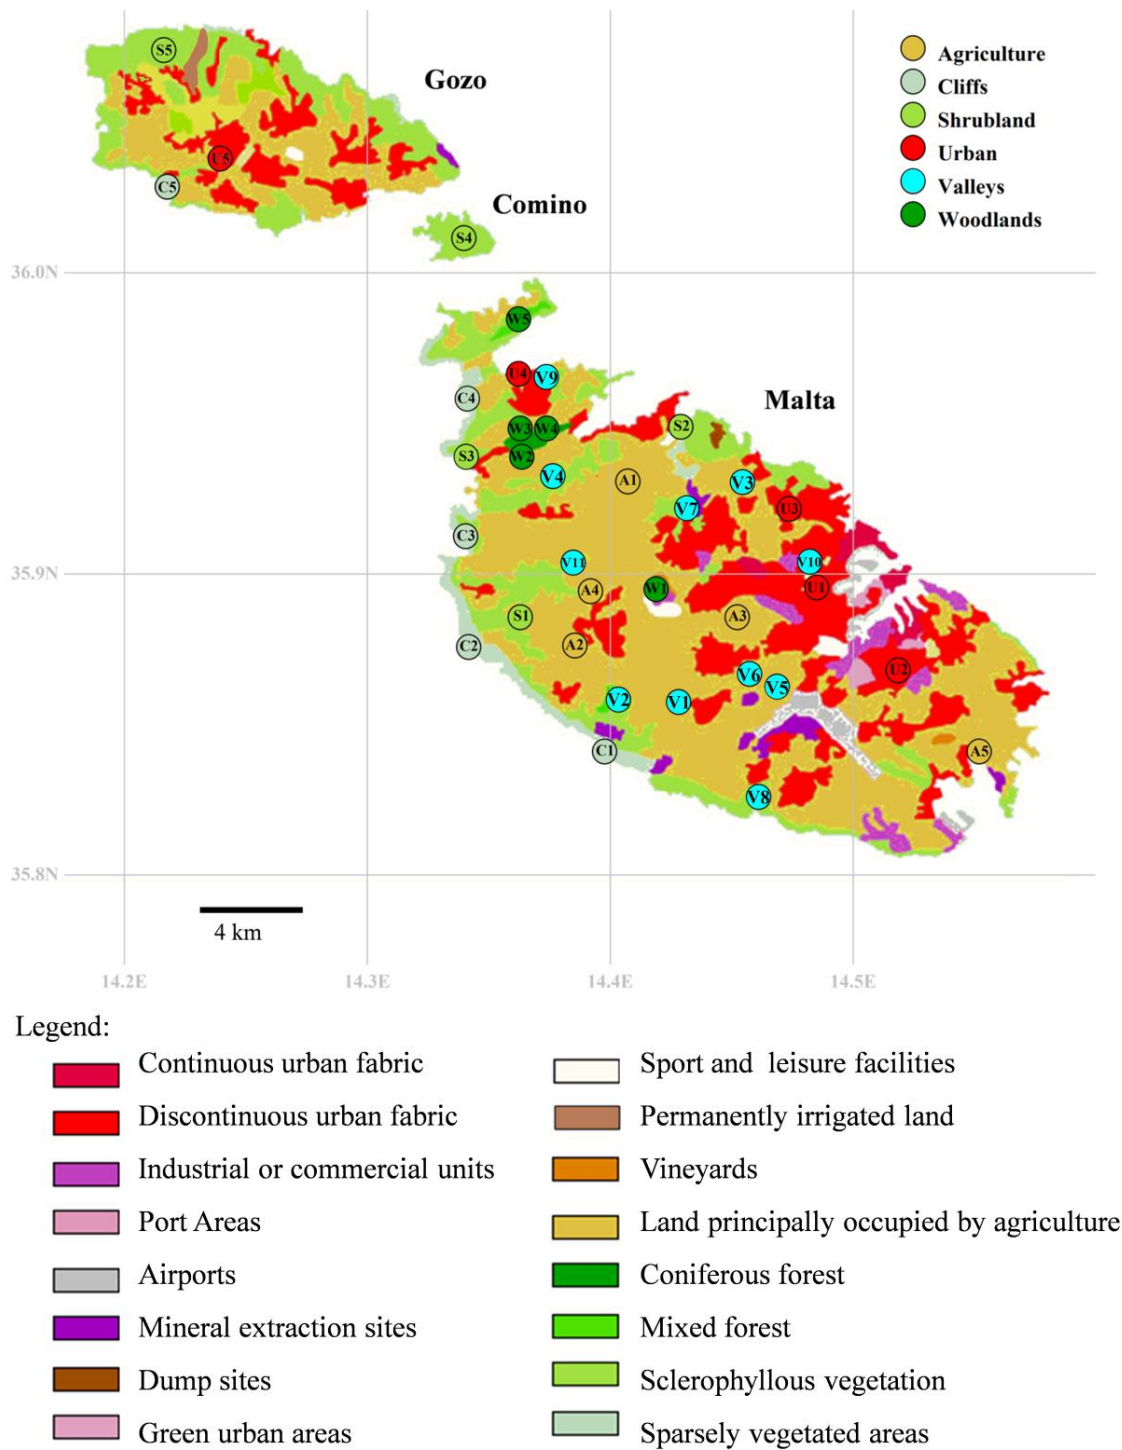 Gozo
Comino
Malta
Agriculture
Cliffs
Shrubland
Urban
Valleys
Woodlands
S5
U5
C5
S4
36.0N
W5
U4
V9
C4
S2
W3
W4
S3
W2
V4
A1
V3
V7
U3
C3
V11
V10
35.9N
A4
W1
U1
S1
A3
A2
C2
U2
V6
V5
V2
V1
C1
A5
V8
35.8N
4 km
14.2E
14.3E
14.4E
14.5E
Legend:
Continuous urban fabric
Discontinuous urban fabric
Industrial or commercial units
Port Areas
Airports
Mineral extraction sites
Dump sites
Green urban areas
Sport and leisure facilities
Permanently irrigated land
Vineyards
Land principally occupied by agriculture
Coniferous forest
Mixed forest
Sclerophyllous vegetation
Sparsely vegetated areas